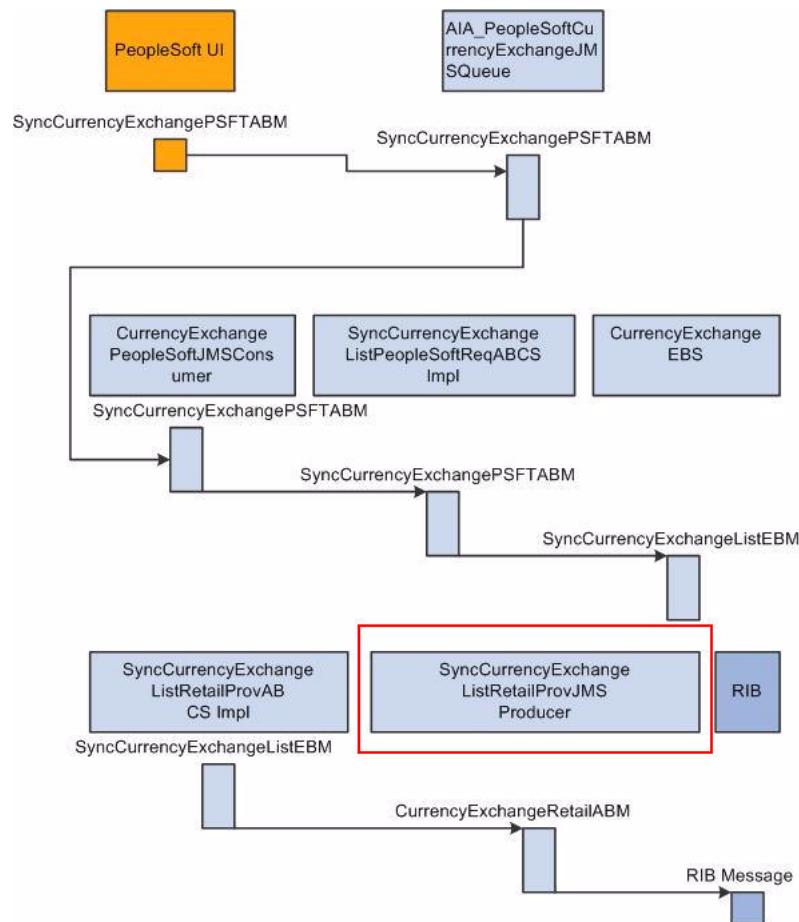 PeopleSoft UI
AIA_PeopleSoftCu
rrencyExchangeJM
SQueue
SyncCurrencyExchangePSFTABM
SyncCurrencyExchangePSFTABM
CurrencyExchange
PeopleSoftJMSCons
umer
SyncCurrencyExchange
ListPeopleSoftReqABCS
Impl
CurrencyExchange
EBS
SyncCurrencyExchangePSFTABM
SyncCurrencyExchangePSFTABM
SyncCurrencyExchangeListEBM
SyncCurrencyExchange
ListRetailProvAB
CS Impl
SyncCurrencyExchange
ListRetailProvJMS
Producer
RIB
SyncCurrencyExchangeListEBM
CurrencyExchangeRetailABM
RIB Message